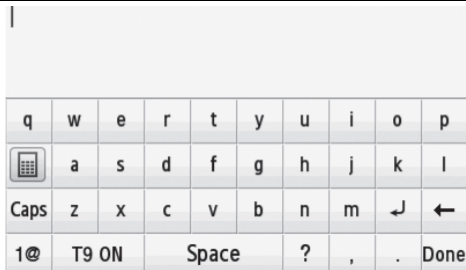 q w e r t y u i o p
a s d f g h j k l
Caps z x c v b n m
1@ T9 ON Space ? , . Done